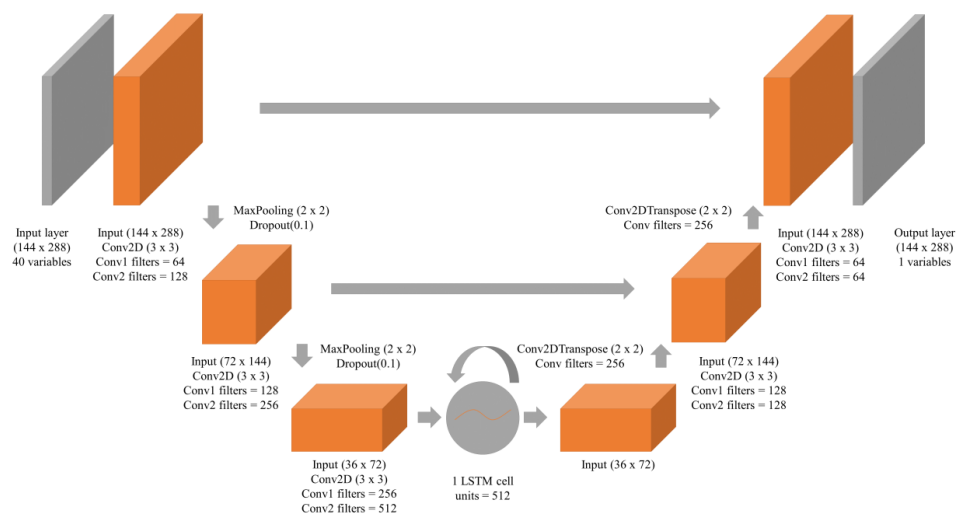 Input layer
(144 x 288)
40 variables
Input (144 x 288)
Conv2D (3 x 3)
Conv1 filters = 64
Conv2 filters = 128
MaxPooling (2 x 2)
Dropout(0.1)
Input (72 x 144)
Conv2D (3 x 3)
Conv1 filters = 128
Conv2 filters = 256
MaxPooling (2 x 2)
Dropout(0.1)
Input (36 x 72)
Conv2D (3 x 3)
Conv1 filters = 256
Conv2 filters = 512
1 LSTM cell
units = 512
Input (36 x 72)
Conv2DTranspose (2 x 2)
Conv filters = 256
Input (72 x 144)
Conv2D (3 x 3)
Conv1 filters = 128
Conv2 filters = 128
Conv2DTranspose (2 x 2)
Conv filters = 256
Input (144 x 288)
Conv2D (3 x 3)
Conv1 filters = 64
Conv2 filters = 64
Output layer
(144 x 288)
1 variables